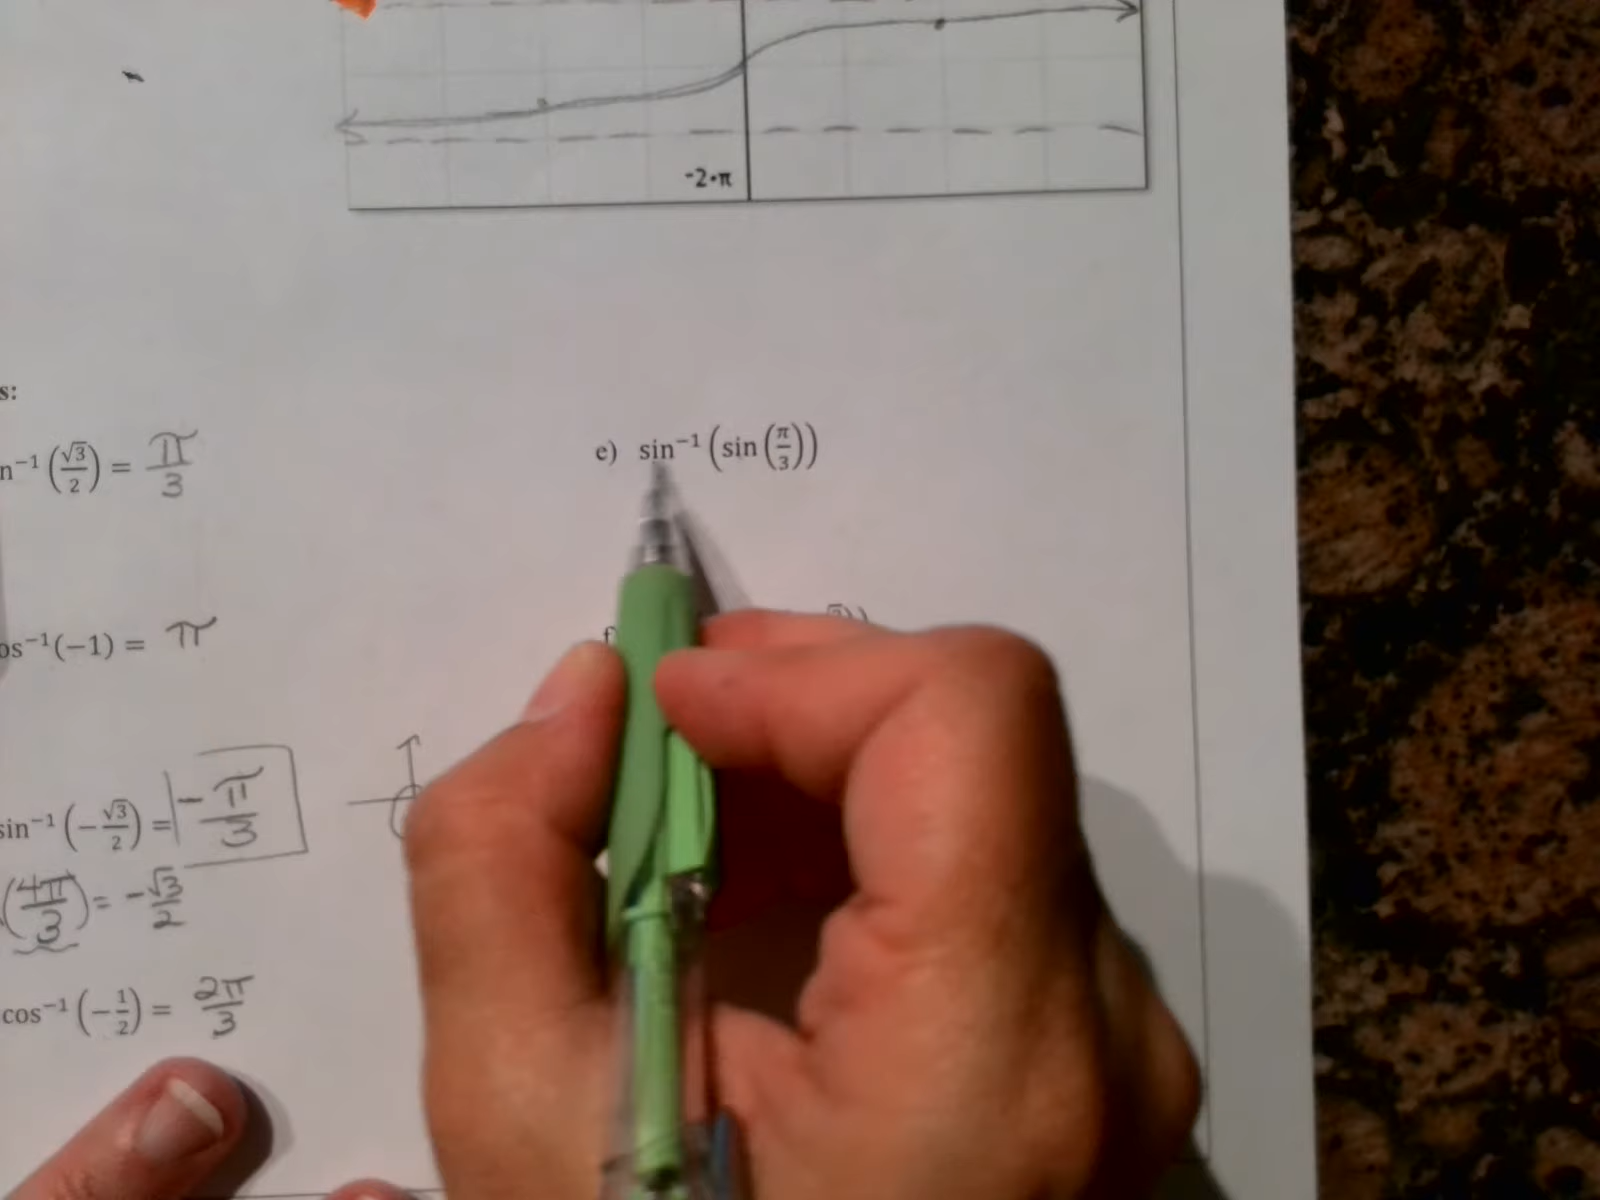 -2•π
s:
n⁻¹(√3/2) = π/3
e) sin⁻¹(sin(π/3))
os⁻¹(−1) = π
f)
sin⁻¹(−√3/2) = −π/3
(4π/3) = −√3/2
cos⁻¹(−1/2) = 2π/3